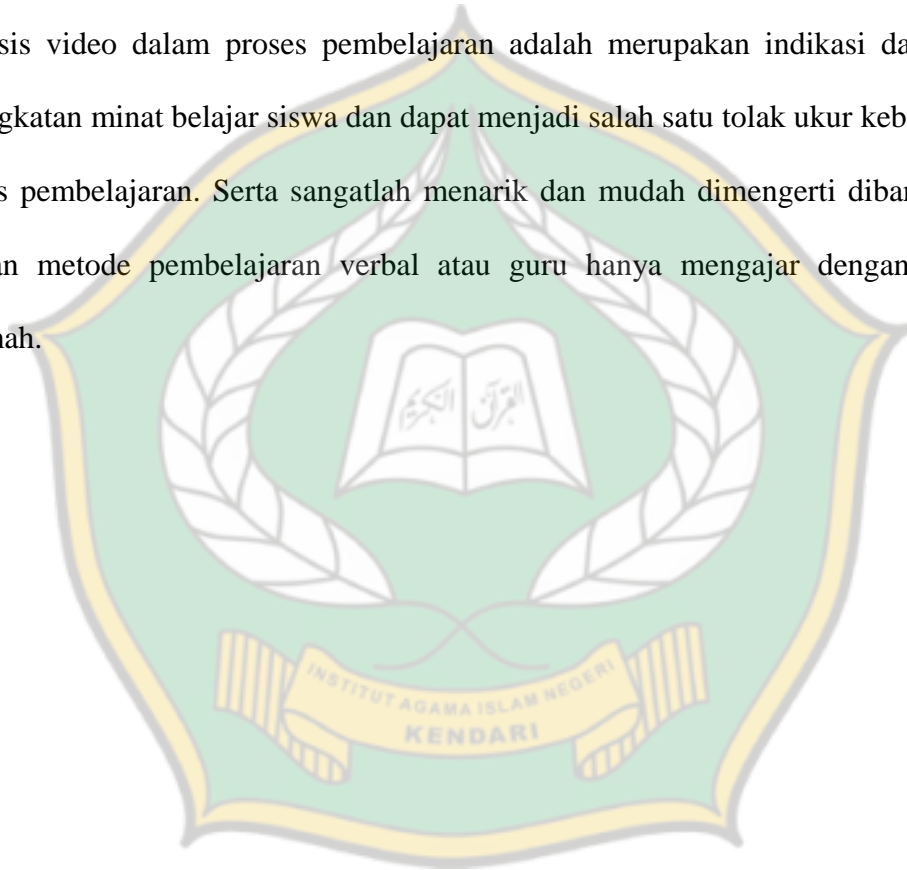 sis video dalam proses pembelajaran adalah merupakan indikasi da
gkatan minat belajar siswa dan dapat menjadi salah satu tolak ukur keb
s pembelajaran. Serta sangatlah menarik dan mudah dimengerti diban
an metode pembelajaran verbal atau guru hanya mengajar dengan
nah.
القرآن الكريم
INSTITUT AGAMA ISLAM NEGERI
KENDARI